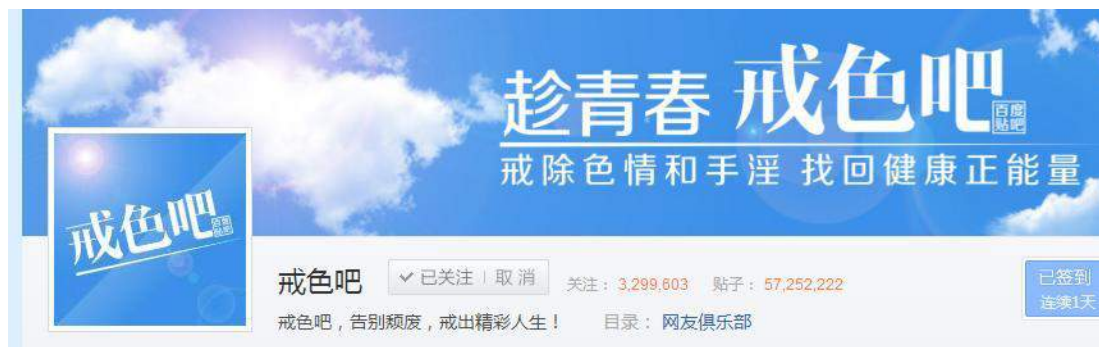 趁青春 戒色吧 百度贴吧
戒除色情和手淫 找回健康正能量
戒色吧 百度贴吧
戒色吧 已关注 取消 关注：3,299,603 贴子：57,252,222
戒色吧，告别颓废，戒出精彩人生！ 目录：网友俱乐部
已签到
连续1天